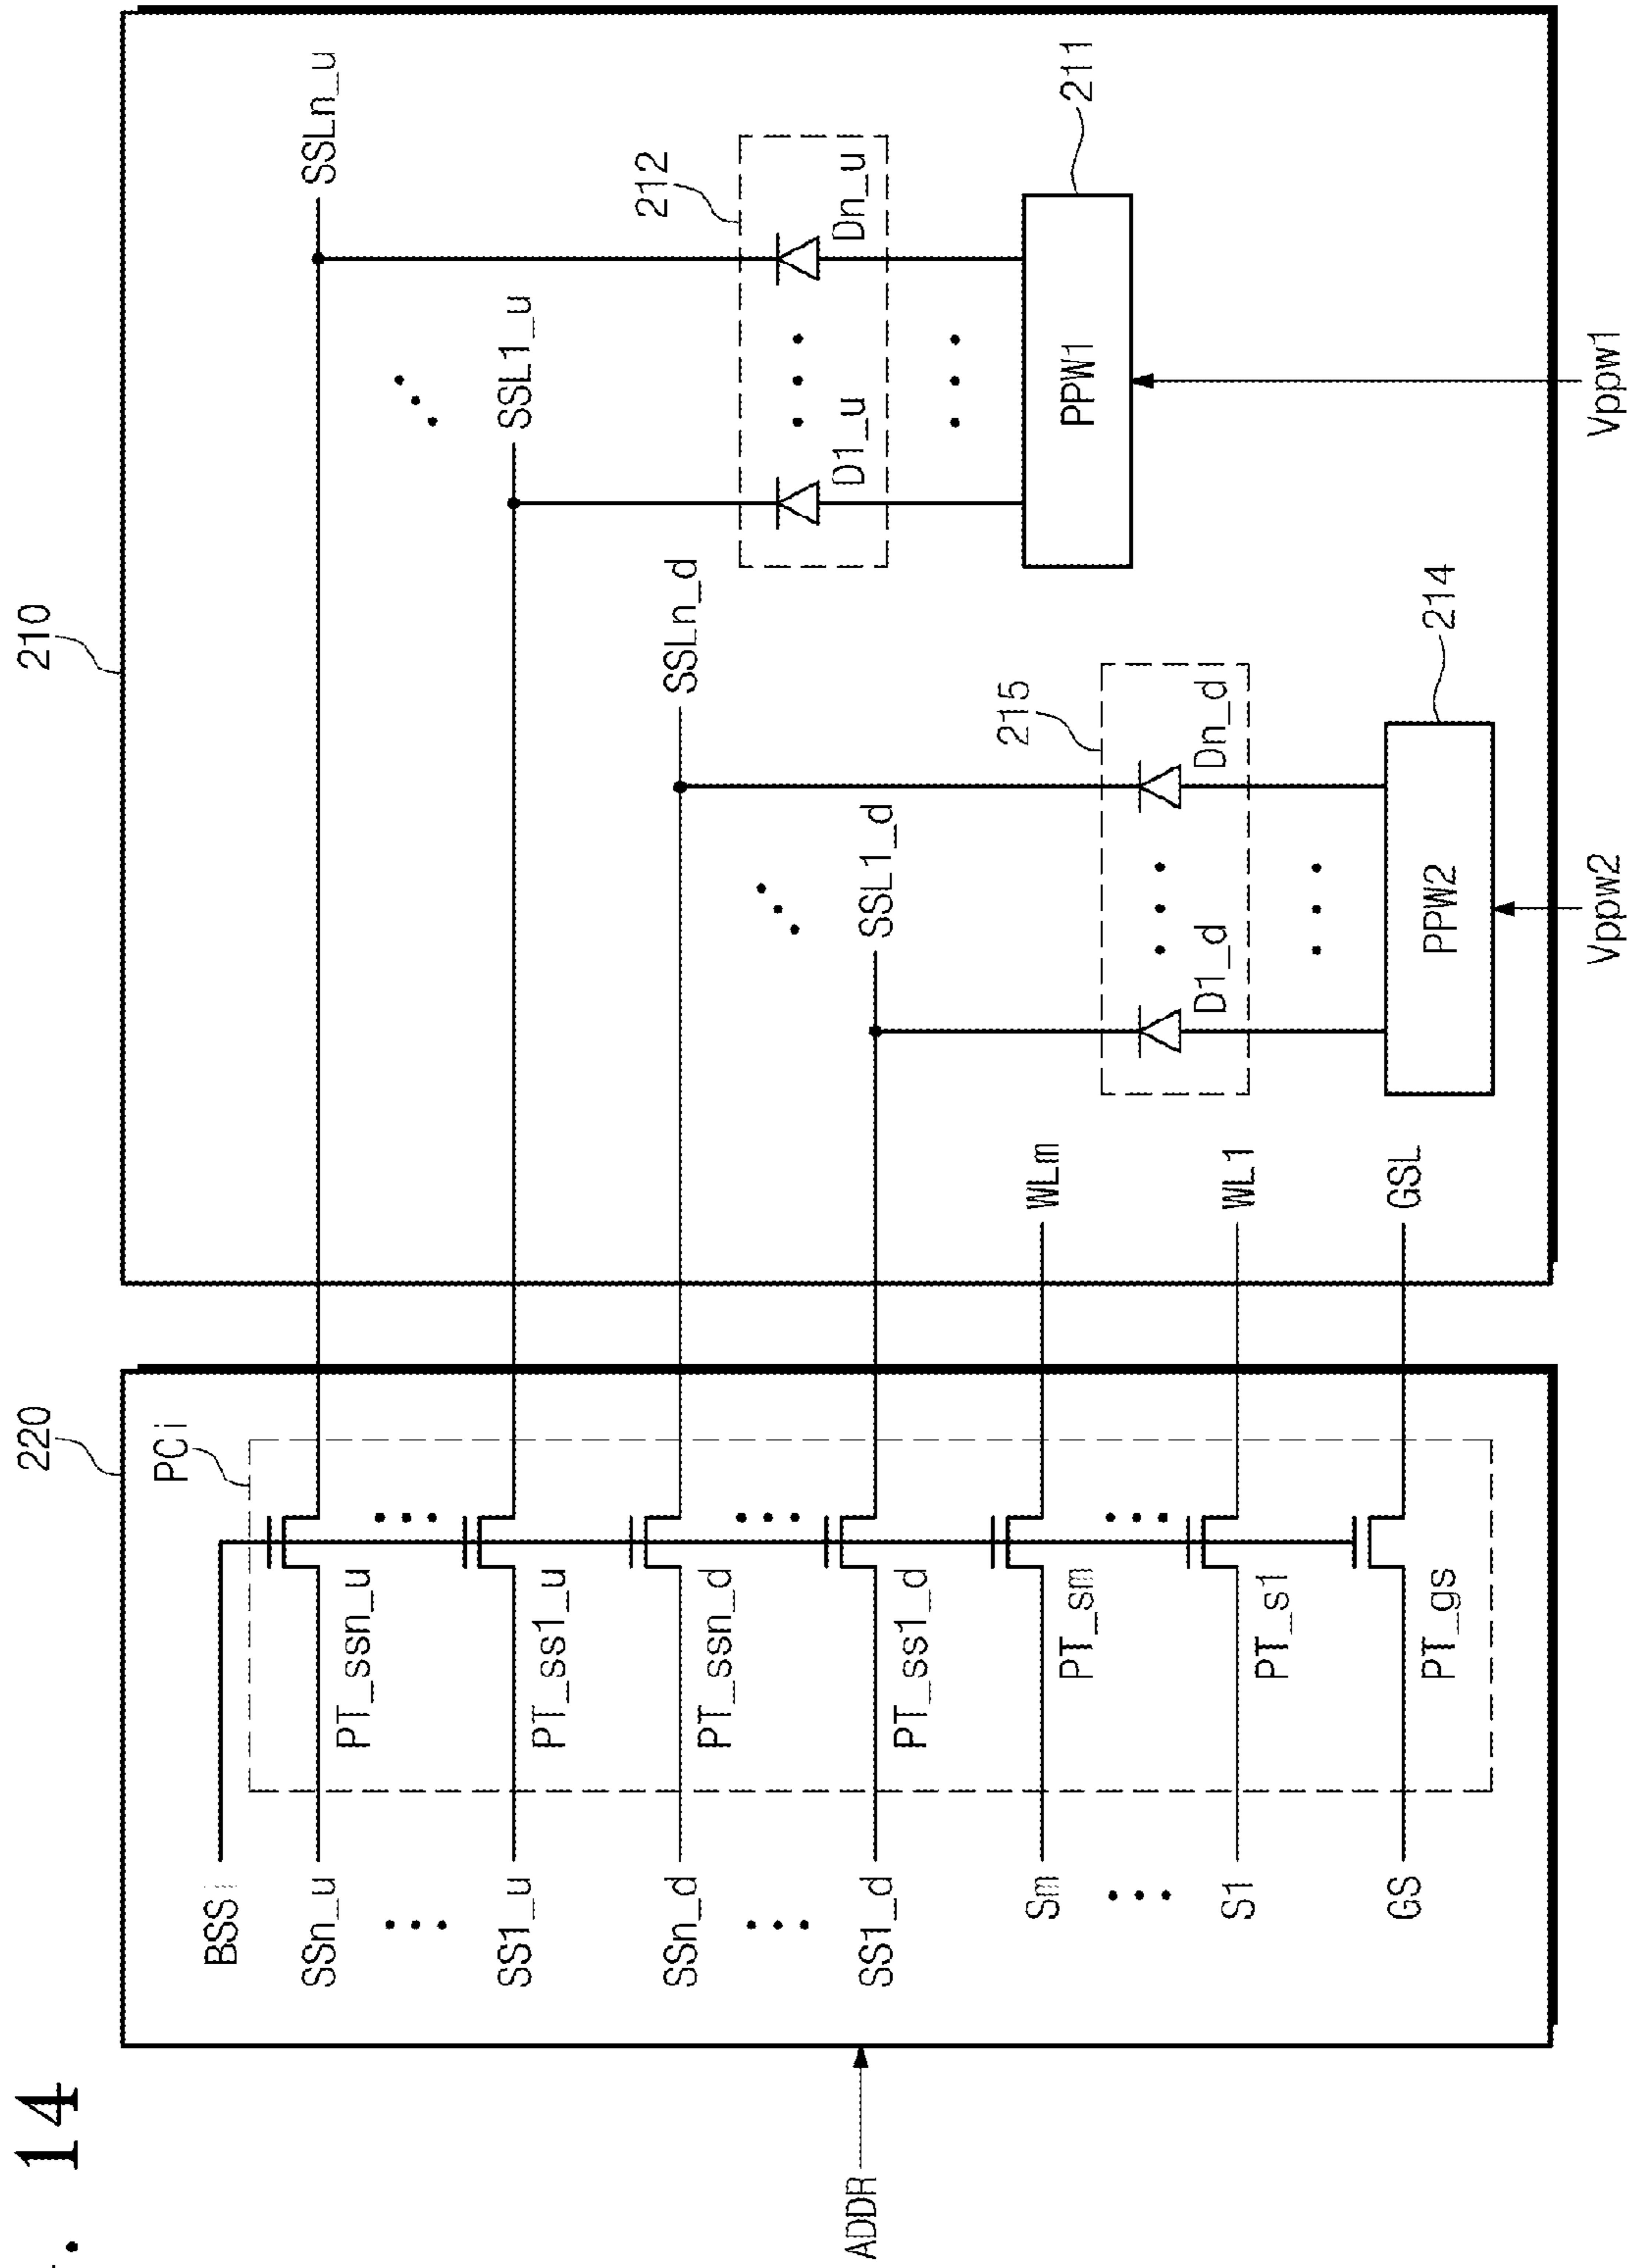 . 14
220
210
PCi
BSSi
SSn_u
PT_ssn_u
SSLn_u
SS1_u
PT_ss1_u
SSL1_u
SSn_d
PT_ssn_d
SSLn_d
212
D1_u
Dn_u
SS1_d
PT_ss1_d
SSL1_d
PPW1
211
ADDR
Sm
PT_sm
WLm
215
D1_d
Dn_d
S1
PT_s1
WL1
GS
PT_gs
GSL
PPW2
214
Vppw2
Vppw1